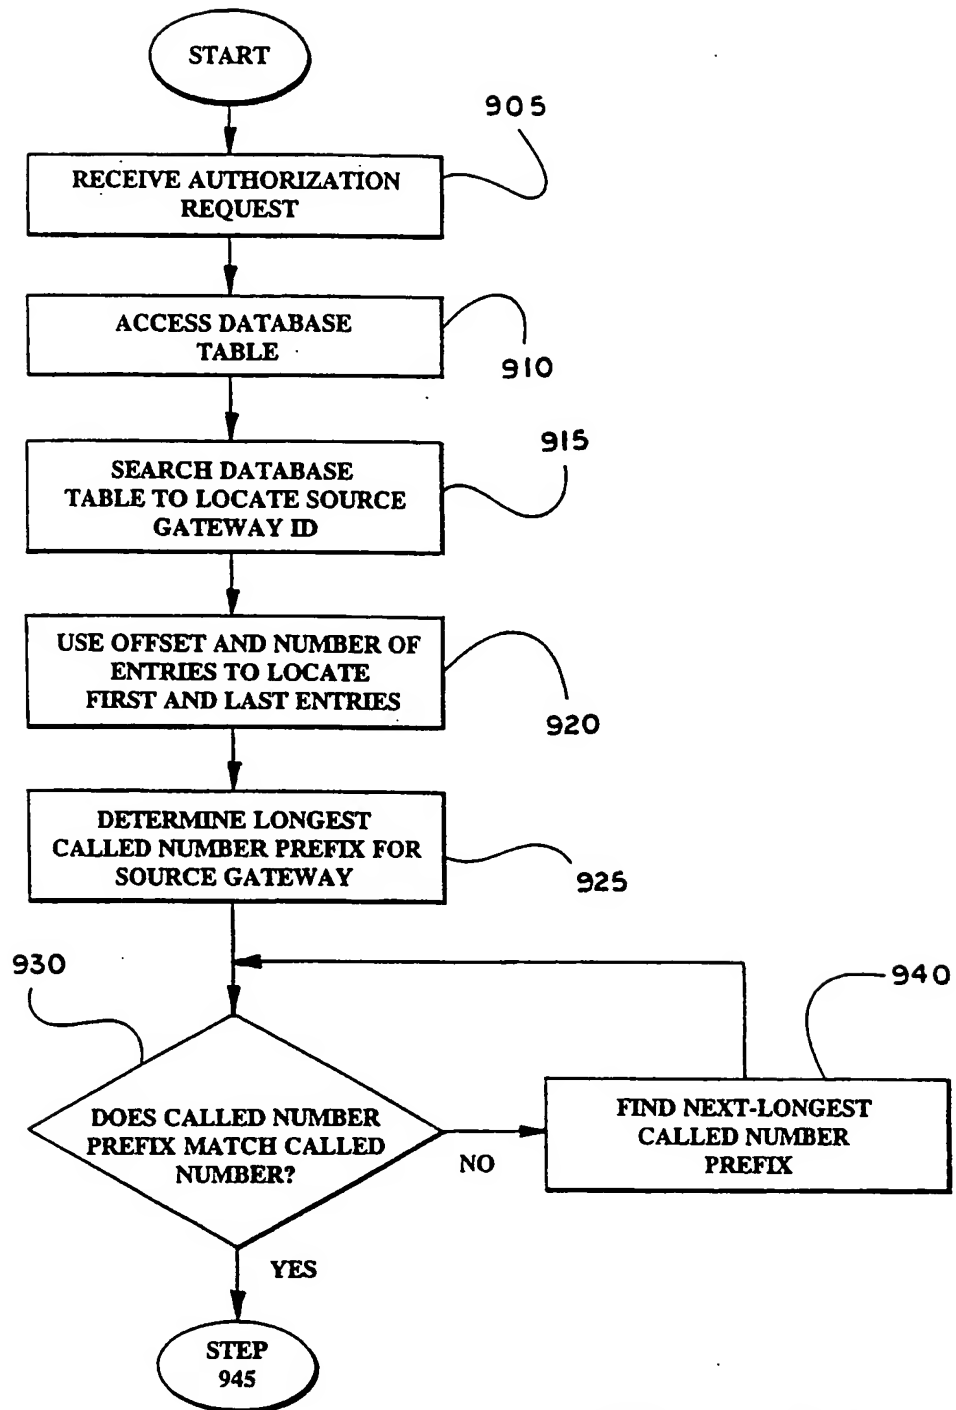 START
905
RECEIVE AUTHORIZATION
REQUEST
ACCESS DATABASE
TABLE
910
915
SEARCH DATABASE
TABLE TO LOCATE SOURCE
GATEWAY ID
USE OFFSET AND NUMBER OF
ENTRIES TO LOCATE
FIRST AND LAST ENTRIES
920
DETERMINE LONGEST
CALLED NUMBER PREFIX FOR
SOURCE GATEWAY
925
930
940
DOES CALLED NUMBER
PREFIX MATCH CALLED
NUMBER?
NO
FIND NEXT-LONGEST
CALLED NUMBER
PREFIX
YES
STEP
945